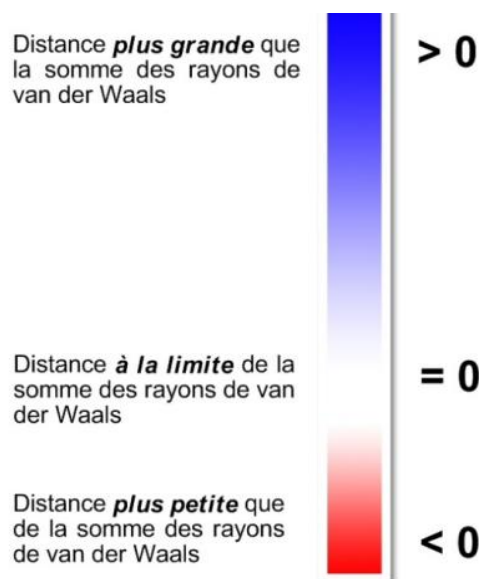 Distance plus grande que
la somme des rayons de
van der Waals
> 0
Distance à la limite de la
somme des rayons de van
der Waals
= 0
Distance plus petite que
de la somme des rayons
de van der Waals
< 0